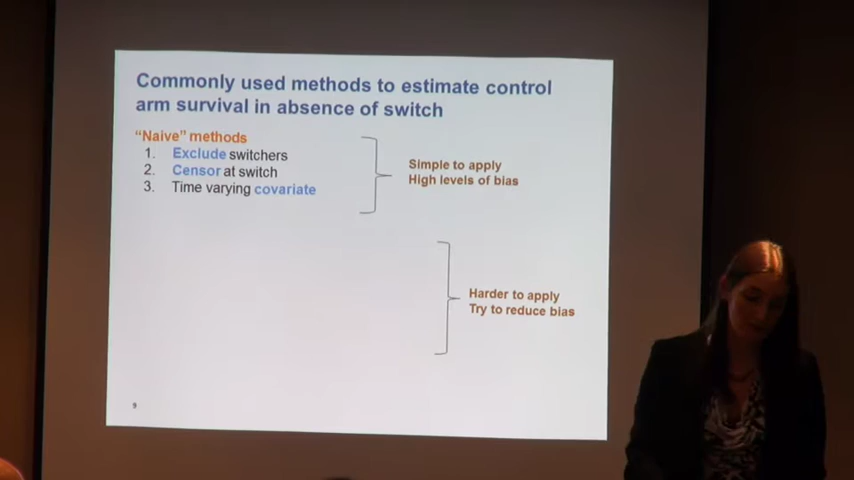 Commonly used methods to estimate control
arm survival in absence of switch
“Naive” methods
1. Exclude switchers
2. Censor at switch
3. Time varying covariate
Simple to apply
High levels of bias
Harder to apply
Try to reduce bias
9